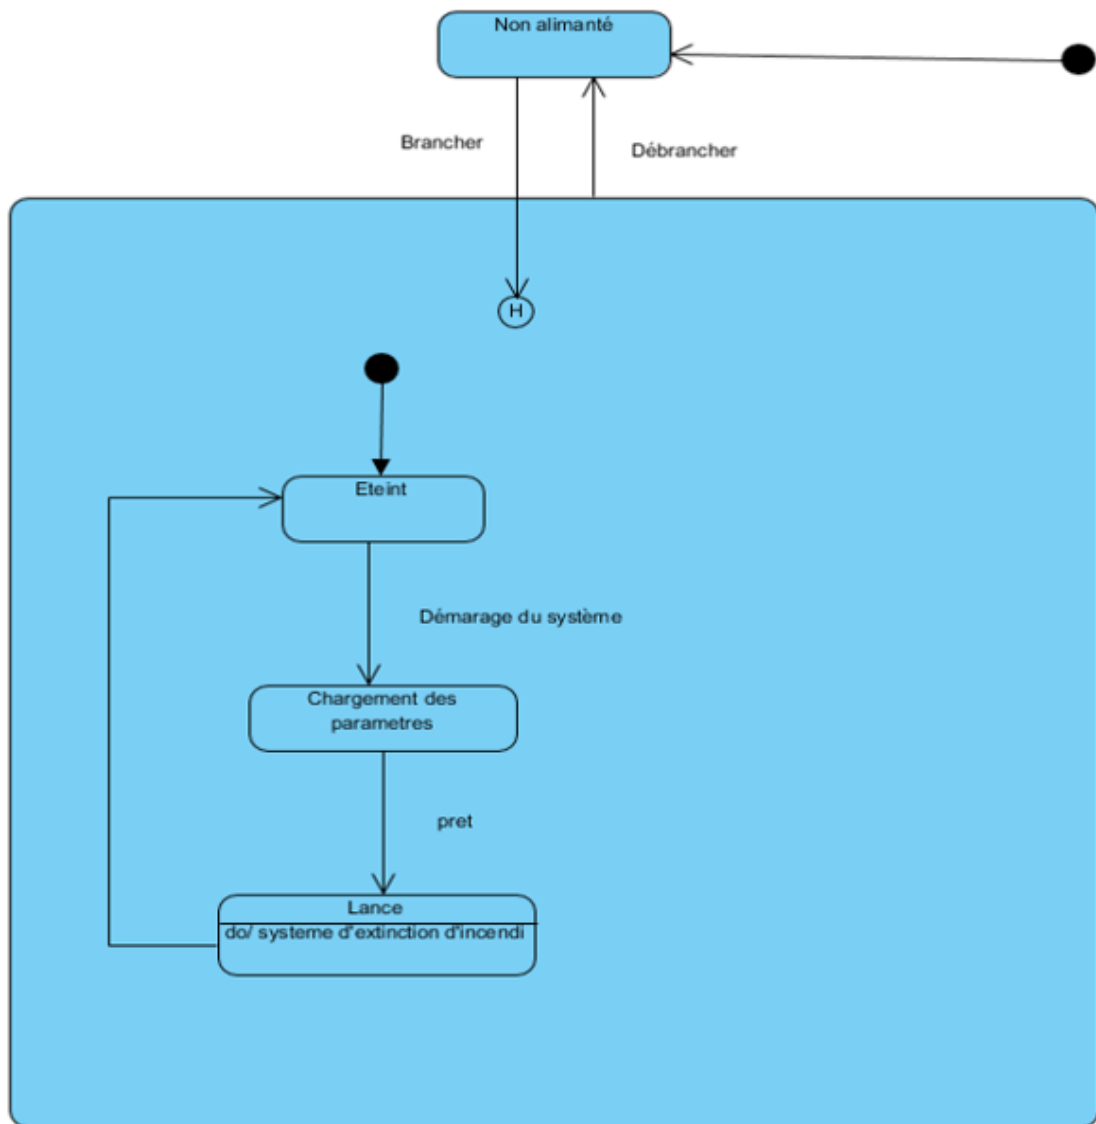 Non alimanté
Brancher
Débrancher
H
Eteint
Démarage du système
Chargement des
parametres
pret
Lance
do/ systeme d'extinction d'incendi